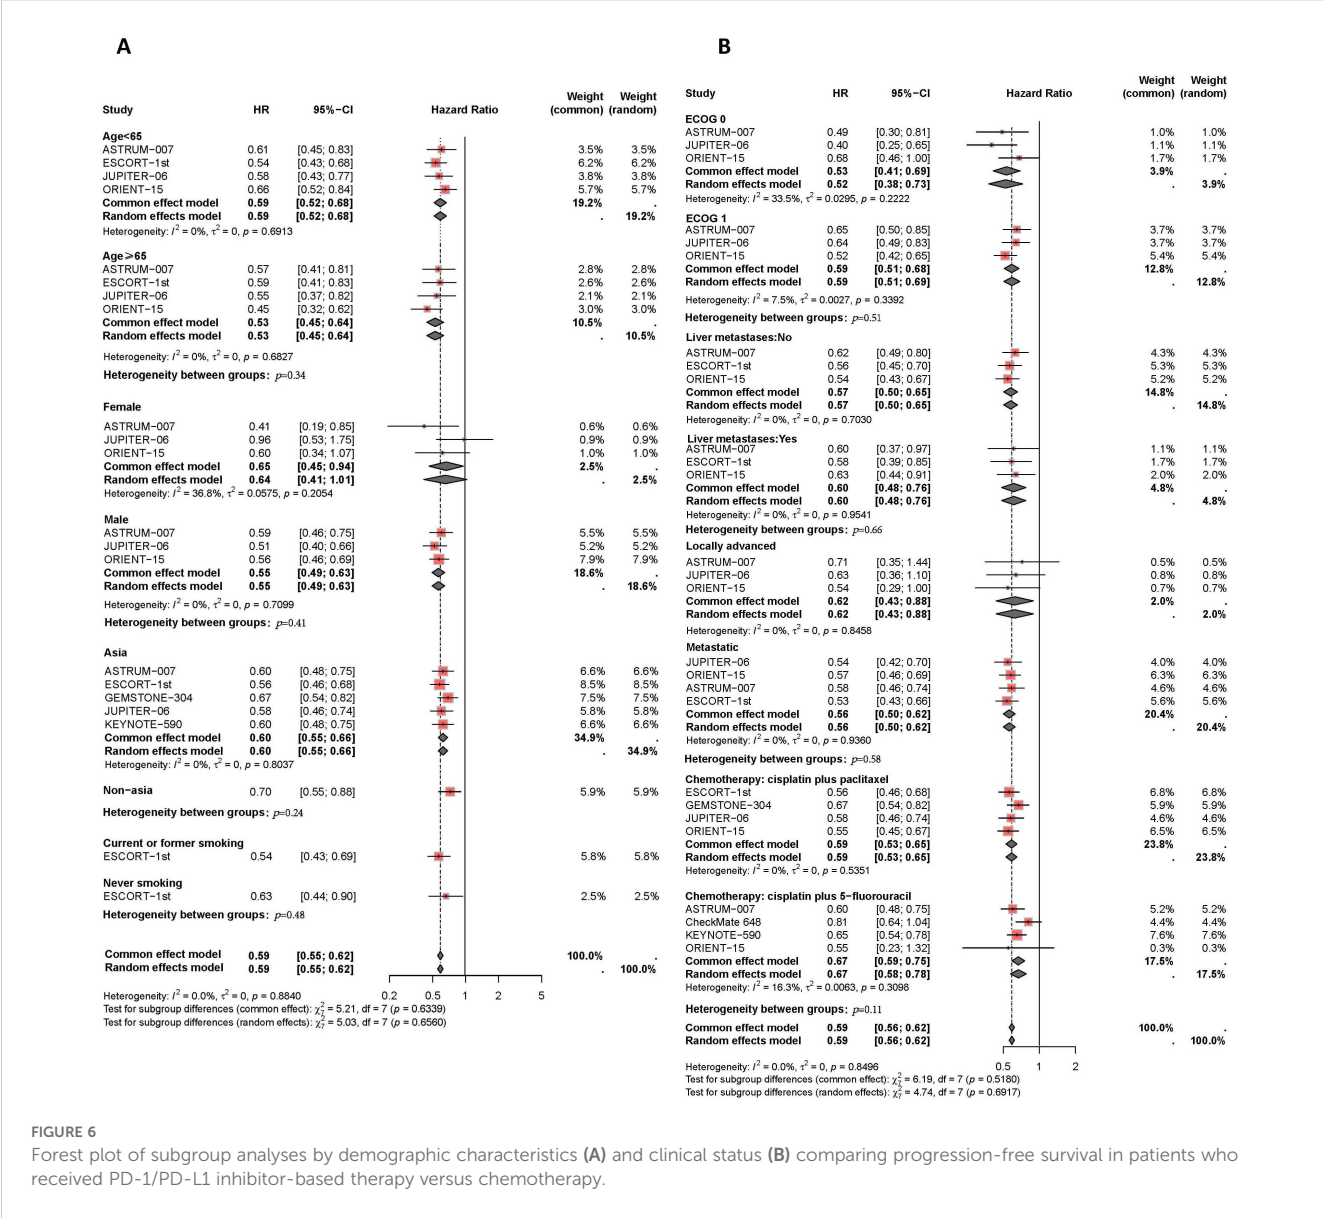 A
Study HR 95%−CI Hazard Ratio Weight (common) Weight (random)
Age<65
ASTRUM−007 0.61 [0.45; 0.83] 3.5% 3.5%
ESCORT−1st 0.54 [0.43; 0.68] 6.2% 6.2%
JUPITER−06 0.58 [0.43; 0.77] 3.8% 3.8%
ORIENT−15 0.66 [0.52; 0.84] 5.7% 5.7%
Common effect model 0.59 [0.52; 0.68] 19.2% .
Random effects model 0.59 [0.52; 0.68] . 19.2%
Heterogeneity: I² = 0%, τ² = 0, p = 0.6913
Age≥65
ASTRUM−007 0.57 [0.41; 0.81] 2.8% 2.8%
ESCORT−1st 0.59 [0.41; 0.83] 2.6% 2.6%
JUPITER−06 0.55 [0.37; 0.82] 2.1% 2.1%
ORIENT−15 0.45 [0.32; 0.62] 3.0% 3.0%
Common effect model 0.53 [0.45; 0.64] 10.5% .
Random effects model 0.53 [0.45; 0.64] . 10.5%
Heterogeneity: I² = 0%, τ² = 0, p = 0.6827
Heterogeneity between groups: p=0.34
Female
ASTRUM−007 0.41 [0.19; 0.85] 0.6% 0.6%
JUPITER−06 0.96 [0.53; 1.75] 0.9% 0.9%
ORIENT−15 0.60 [0.34; 1.07] 1.0% 1.0%
Common effect model 0.65 [0.45; 0.94] 2.5% .
Random effects model 0.64 [0.41; 1.01] . 2.5%
Heterogeneity: I² = 36.8%, τ² = 0.0575, p = 0.2054
Male
ASTRUM−007 0.59 [0.46; 0.75] 5.5% 5.5%
JUPITER−06 0.51 [0.40; 0.66] 5.2% 5.2%
ORIENT−15 0.56 [0.46; 0.69] 7.9% 7.9%
Common effect model 0.55 [0.49; 0.63] 18.6% .
Random effects model 0.55 [0.49; 0.63] . 18.6%
Heterogeneity: I² = 0%, τ² = 0, p = 0.7099
Heterogeneity between groups: p=0.41
Asia
ASTRUM−007 0.60 [0.48; 0.75] 6.6% 6.6%
ESCORT−1st 0.56 [0.46; 0.68] 8.5% 8.5%
GEMSTONE−304 0.67 [0.54; 0.82] 7.5% 7.5%
JUPITER−06 0.58 [0.46; 0.74] 5.8% 5.8%
KEYNOTE−590 0.60 [0.48; 0.75] 6.6% 6.6%
Common effect model 0.60 [0.55; 0.66] 34.9% .
Random effects model 0.60 [0.55; 0.66] . 34.9%
Heterogeneity: I² = 0%, τ² = 0, p = 0.8037
Non−asia 0.70 [0.55; 0.88] 5.9% 5.9%
Heterogeneity between groups: p=0.24
Current or former smoking
ESCORT−1st 0.54 [0.43; 0.69] 5.8% 5.8%
Never smoking
ESCORT−1st 0.63 [0.44; 0.90] 2.5% 2.5%
Heterogeneity between groups: p=0.48
Common effect model 0.59 [0.55; 0.62] 100.0% .
Random effects model 0.59 [0.55; 0.62] . 100.0%
0.2 0.5 1 2 5
Heterogeneity: I² = 0.0%, τ² = 0, p = 0.8840
Test for subgroup differences (common effect): χ²₇ = 5.21, df = 7 (p = 0.6339)
Test for subgroup differences (random effects): χ²₇ = 5.03, df = 7 (p = 0.6560)
B
Study HR 95%−CI Hazard Ratio Weight (common) Weight (random)
ECOG 0
ASTRUM−007 0.49 [0.30; 0.81] 1.0% 1.0%
JUPITER−06 0.40 [0.25; 0.65] 1.1% 1.1%
ORIENT−15 0.68 [0.46; 1.00] 1.7% 1.7%
Common effect model 0.53 [0.41; 0.69] 3.9% .
Random effects model 0.52 [0.38; 0.73] . 3.9%
Heterogeneity: I² = 33.5%, τ² = 0.0295, p = 0.2222
ECOG 1
ASTRUM−007 0.65 [0.50; 0.85] 3.7% 3.7%
JUPITER−06 0.64 [0.49; 0.83] 3.7% 3.7%
ORIENT−15 0.52 [0.42; 0.65] 5.4% 5.4%
Common effect model 0.59 [0.51; 0.68] 12.8% .
Random effects model 0.59 [0.51; 0.69] . 12.8%
Heterogeneity: I² = 7.5%, τ² = 0.0027, p = 0.3392
Heterogeneity between groups: p=0.51
Liver metastases:No
ASTRUM−007 0.62 [0.49; 0.80] 4.3% 4.3%
ESCORT−1st 0.56 [0.45; 0.70] 5.3% 5.3%
ORIENT−15 0.54 [0.43; 0.67] 5.2% 5.2%
Common effect model 0.57 [0.50; 0.65] 14.8% .
Random effects model 0.57 [0.50; 0.65] . 14.8%
Heterogeneity: I² = 0%, τ² = 0, p = 0.7030
Liver metastases:Yes
ASTRUM−007 0.60 [0.37; 0.97] 1.1% 1.1%
ESCORT−1st 0.58 [0.39; 0.85] 1.7% 1.7%
ORIENT−15 0.63 [0.44; 0.91] 2.0% 2.0%
Common effect model 0.60 [0.48; 0.76] 4.8% .
Random effects model 0.60 [0.48; 0.76] . 4.8%
Heterogeneity: I² = 0%, τ² = 0, p = 0.9541
Heterogeneity between groups: p=0.66
Locally advanced
ASTRUM−007 0.71 [0.35; 1.44] 0.5% 0.5%
JUPITER−06 0.63 [0.36; 1.10] 0.8% 0.8%
ORIENT−15 0.54 [0.29; 1.00] 0.7% 0.7%
Common effect model 0.62 [0.43; 0.88] 2.0% .
Random effects model 0.62 [0.43; 0.88] . 2.0%
Heterogeneity: I² = 0%, τ² = 0, p = 0.8458
Metastatic
JUPITER−06 0.54 [0.42; 0.70] 4.0% 4.0%
ORIENT−15 0.57 [0.46; 0.69] 6.3% 6.3%
ASTRUM−007 0.58 [0.46; 0.74] 4.6% 4.6%
ESCORT−1st 0.53 [0.43; 0.66] 5.6% 5.6%
Common effect model 0.56 [0.50; 0.62] 20.4% .
Random effects model 0.56 [0.50; 0.62] . 20.4%
Heterogeneity: I² = 0%, τ² = 0, p = 0.9360
Heterogeneity between groups: p=0.58
Chemotherapy: cisplatin plus paclitaxel
ESCORT−1st 0.56 [0.46; 0.68] 6.8% 6.8%
GEMSTONE−304 0.67 [0.54; 0.82] 5.9% 5.9%
JUPITER−06 0.58 [0.46; 0.74] 4.6% 4.6%
ORIENT−15 0.55 [0.45; 0.67] 6.5% 6.5%
Common effect model 0.59 [0.53; 0.65] 23.8% .
Random effects model 0.59 [0.53; 0.65] . 23.8%
Heterogeneity: I² = 0%, τ² = 0, p = 0.5351
Chemotherapy: cisplatin plus 5−fluorouracil
ASTRUM−007 0.60 [0.48; 0.75] 5.2% 5.2%
CheckMate 648 0.81 [0.64; 1.04] 4.4% 4.4%
KEYNOTE−590 0.65 [0.54; 0.78] 7.6% 7.6%
ORIENT−15 0.55 [0.23; 1.32] 0.3% 0.3%
Common effect model 0.67 [0.59; 0.75] 17.5% .
Random effects model 0.67 [0.58; 0.78] . 17.5%
Heterogeneity: I² = 16.3%, τ² = 0.0063, p = 0.3098
Heterogeneity between groups: p=0.11
Common effect model 0.59 [0.56; 0.62] 100.0% .
Random effects model 0.59 [0.56; 0.62] . 100.0%
0.5 1 2
Heterogeneity: I² = 0.0%, τ² = 0, p = 0.8496
Test for subgroup differences (common effect): χ²₇ = 6.19, df = 7 (p = 0.5180)
Test for subgroup differences (random effects): χ²₇ = 4.74, df = 7 (p = 0.6917)
FIGURE 6
Forest plot of subgroup analyses by demographic characteristics (A) and clinical status (B) comparing progression-free survival in patients who
received PD-1/PD-L1 inhibitor-based therapy versus chemotherapy.